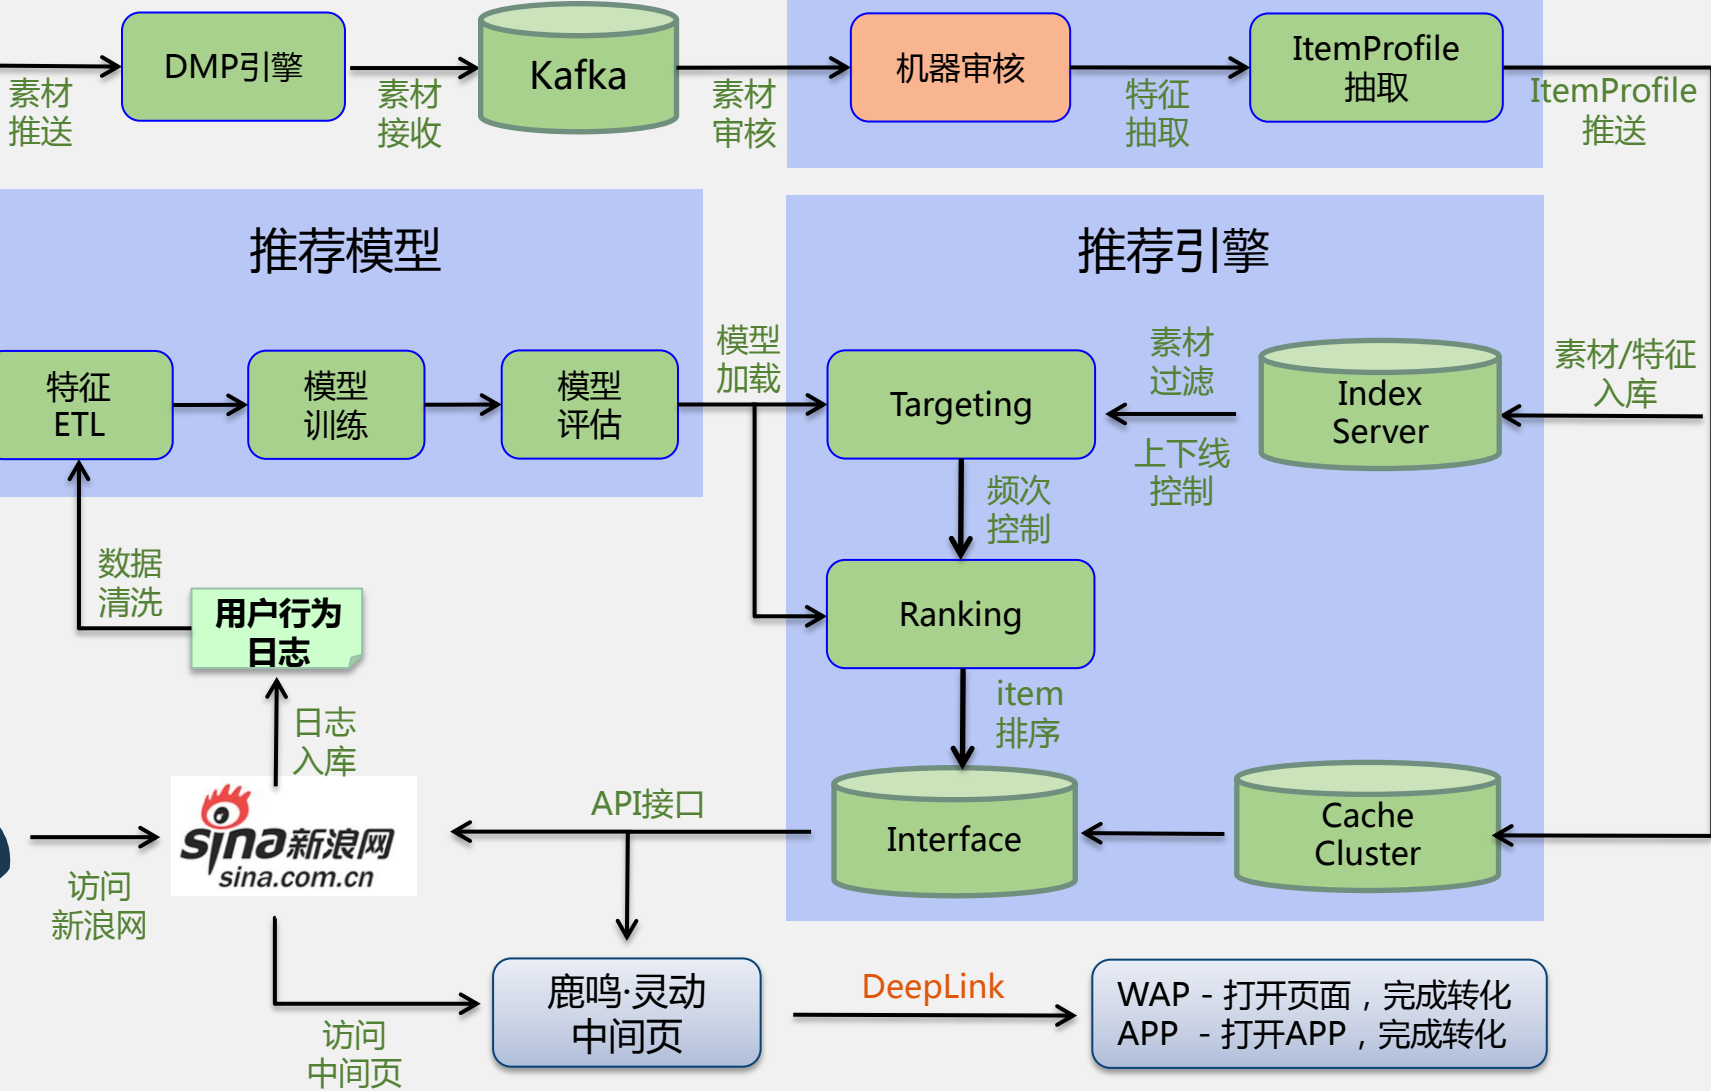 DMP引擎
素材
推送
素材
接收
Kafka
素材
审核
机器审核
特征
抽取
ItemProfile
抽取
ItemProfile
推送
推荐模型
特征
ETL
模型
训练
模型
评估
模型
加载
推荐引擎
Targeting
素材
过滤
上下线
控制
Index
Server
素材/特征
入库
频次
控制
Ranking
item
排序
Interface
Cache
Cluster
数据
清洗
用户行为
日志
日志
入库
sina新浪网
sina.com.cn
访问
新浪网
API接口
访问
中间页
鹿鸣·灵动
中间页
DeepLink
WAP - 打开页面，完成转化
APP - 打开APP，完成转化